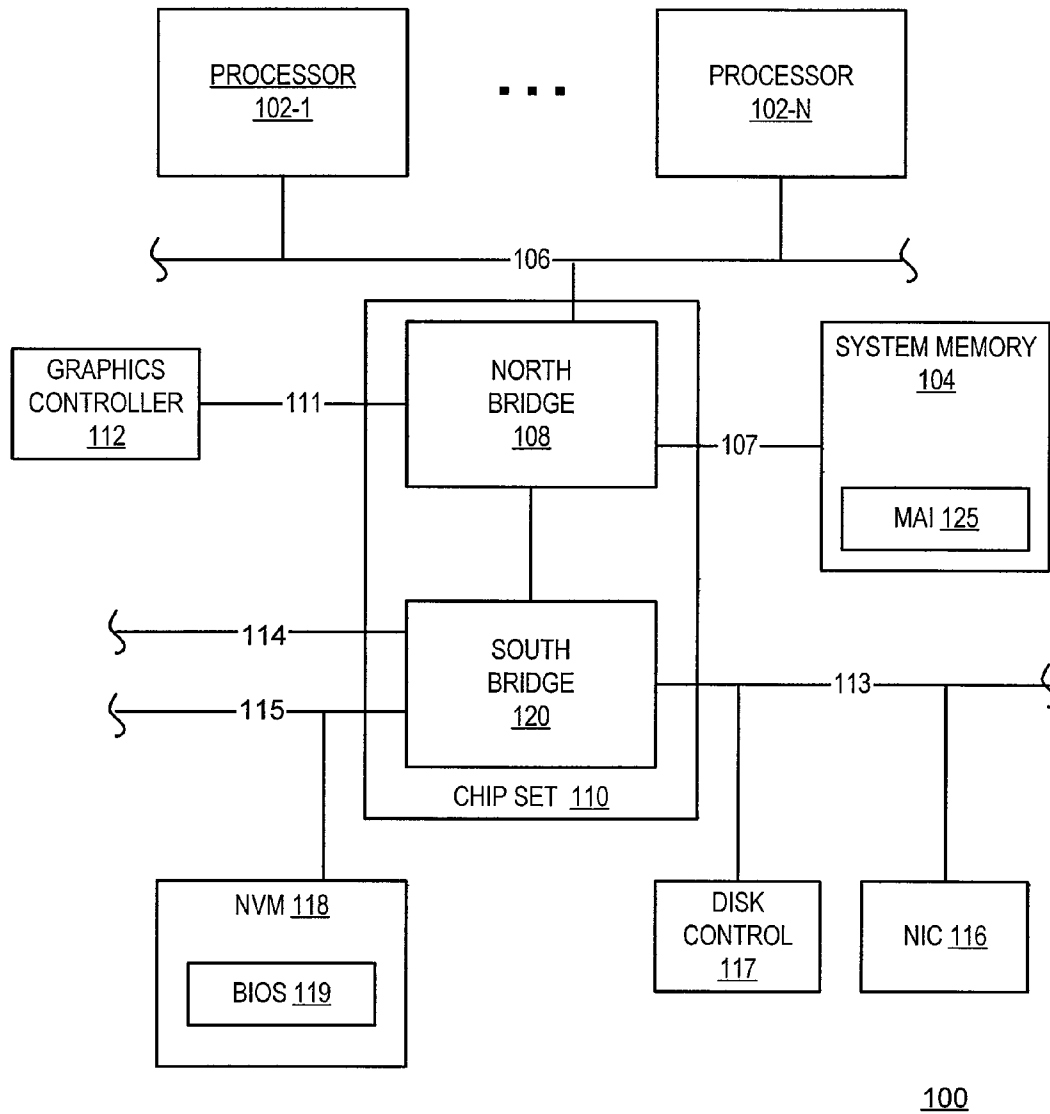 PROCESSOR
102-1
PROCESSOR
102-N
106
GRAPHICS
CONTROLLER
112
111
NORTH
BRIDGE
108
107
SYSTEM MEMORY
104
MAI 125
114
115
SOUTH
BRIDGE
120
113
CHIP SET 110
NVM 118
BIOS 119
DISK
CONTROL
117
NIC 116
100